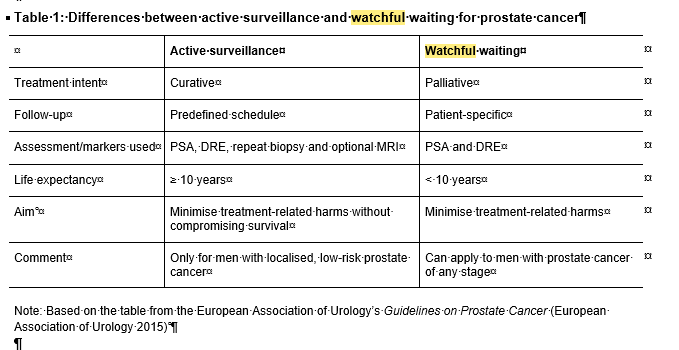 Table 1: Differences between active surveillance and watchful waiting for prostate cancer
Active surveillance
Watchful waiting
Treatment intent
Curative
Palliative
Follow-up
Predefined schedule
Patient-specific
Assessment/markers used
PSA, DRE, repeat biopsy and optional MRI
PSA and DRE
Life expectancy
≥ 10 years
< 10 years
Aim
Minimise treatment-related harms without
compromising survival
Minimise treatment-related harms
Comment
Only for men with localised, low-risk prostate
cancer
Can apply to men with prostate cancer
of any stage
Note: Based on the table from the European Association of Urology's Guidelines on Prostate Cancer (European
Association of Urology 2015)